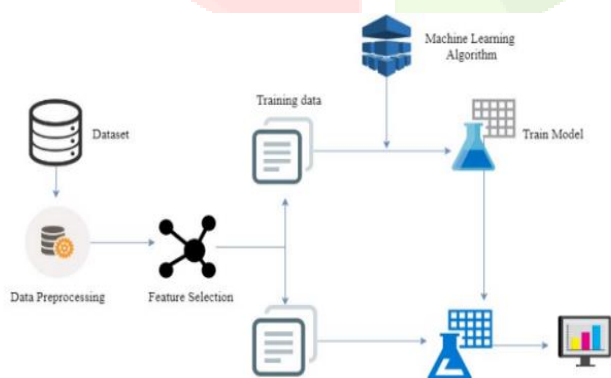 Machine Learning
Algorithm
Training data
Dataset
Train Model
Data Preprocessing
Feature Selection